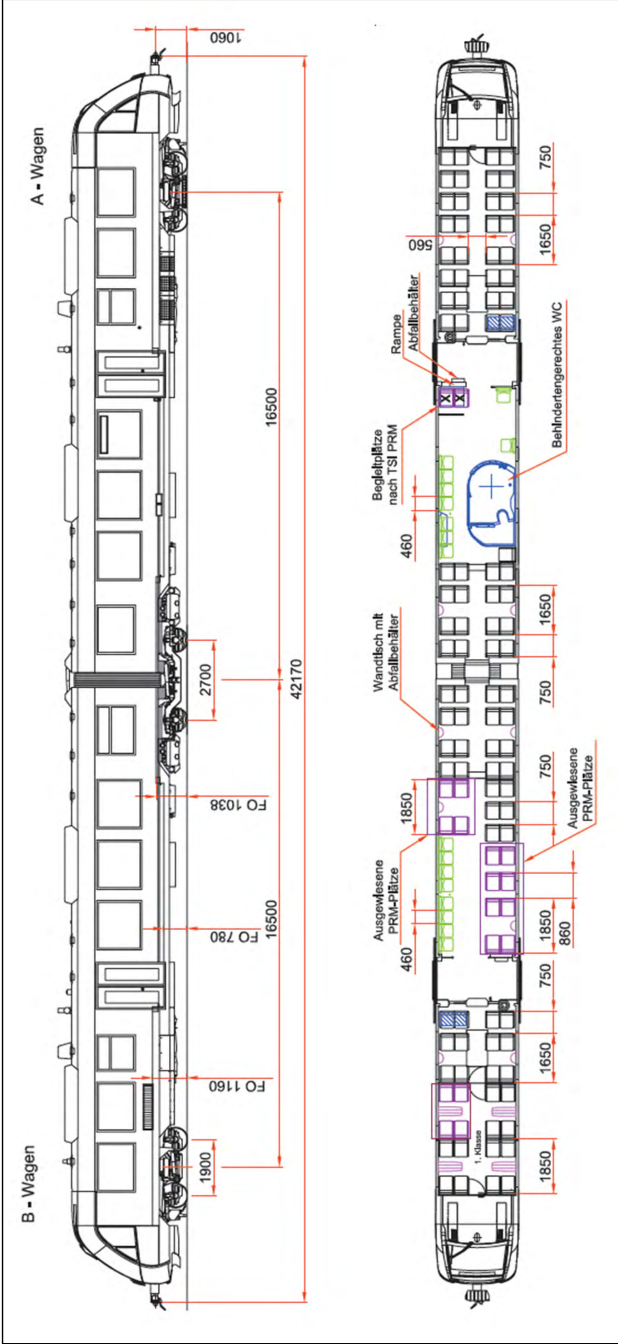 B - Wagen
A - Wagen
1060
16500
42170
2700
FO 1038
16500
FO 780
FO 1160
1900
750
1650
560
Abfallbehälter
Rampe
Begleitplätze
nach TSI PRM
460
Behindertengerechtes WC
1650
750
Wandtisch mit
Abfallbehälter
1850
750
Ausgewiesene
PRM-Plätze
Ausgewiesene
PRM-Plätze
460
1850
860
750
1650
1850
1. Klasse